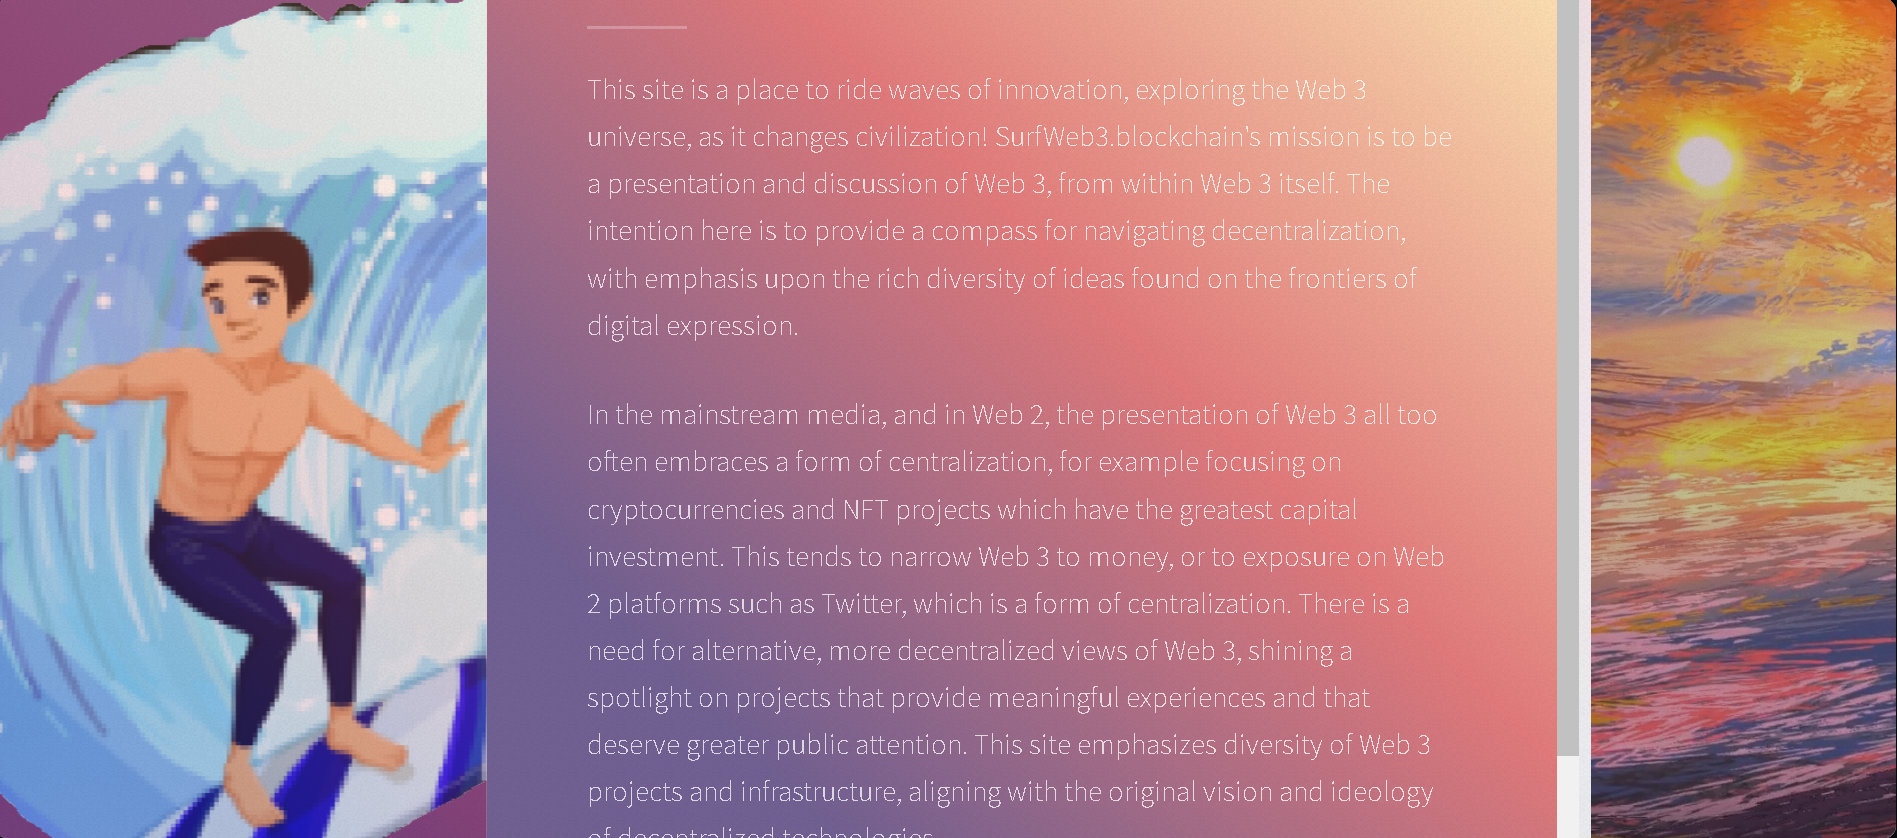 This site is a place to ride waves of innovation, exploring the Web 3
universe, as it changes civilization! SurfWeb3.blockchain's mission is to be
a presentation and discussion of Web 3, from within Web 3 itself. The
intention here is to provide a compass for navigating decentralization,
with emphasis upon the rich diversity of ideas found on the frontiers of
digital expression.
In the mainstream media, and in Web 2, the presentation of Web 3 all too
often embraces a form of centralization, for example focusing on
cryptocurrencies and NFT projects which have the greatest capital
investment. This tends to narrow Web 3 to money, or to exposure on Web
2 platforms such as Twitter, which is a form of centralization. There is a
need for alternative, more decentralized views of Web 3, shining a
spotlight on projects that provide meaningful experiences and that
deserve greater public attention. This site emphasizes diversity of Web 3
projects and infrastructure, aligning with the original vision and ideology
of decentralized technologies.